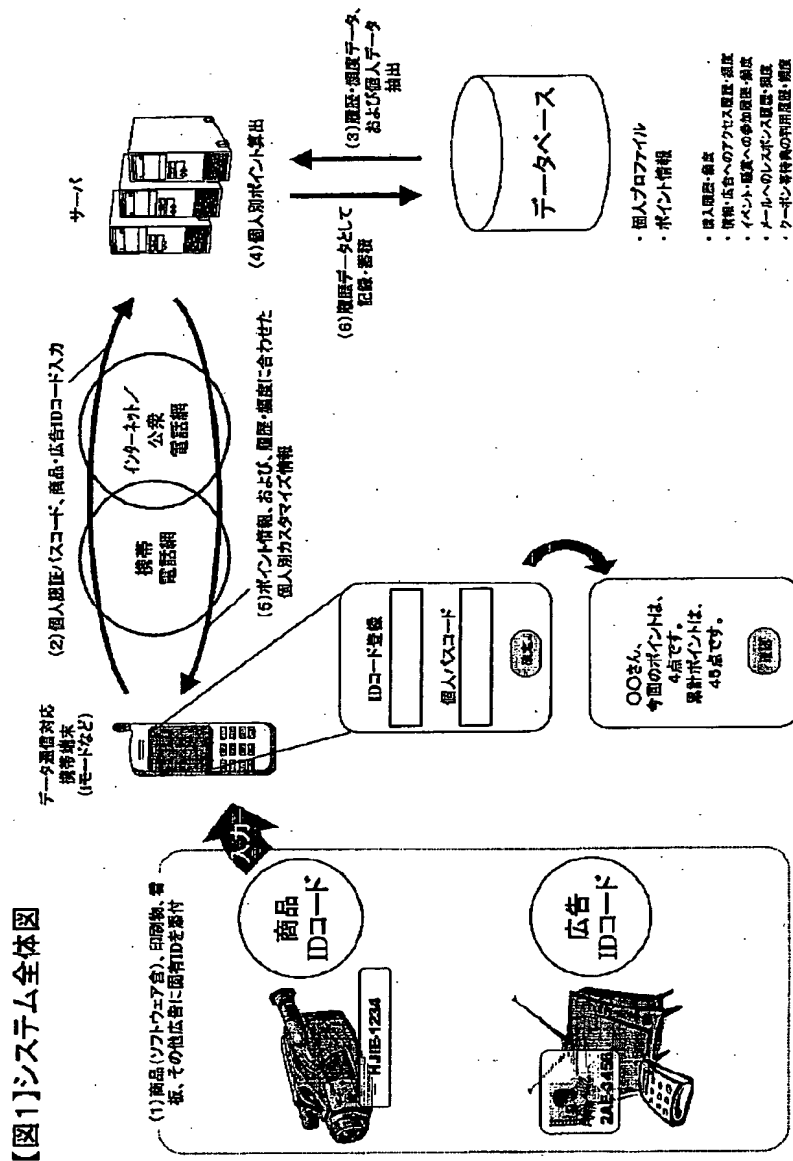 【図1】システム全体図
(1)商品(ソフトウェア含)、印刷物、看
板、その他広告に固有IDを添付
商品
IDコード
HJIE-1234
広告
IDコード
2AE-3456
入力
データ通信対応
携帯端末
(iモードなど)
(2)個人認証パスコード、商品・広告IDコード入力
携帯
電話網
インターネット/
公衆
電話網
(5)ポイント情報、および、履歴・頻度に合わせた
個人別カスタマイズ情報
IDコード登録
個人パスコード
○○さん、
今回のポイントは、
4点です。
累計ポイントは、
45点です。
確認
サーバ
(4)個人別ポイント算出
(3)履歴・頻度データ、
および個人データ
抽出
(6)履歴データとして
記録・蓄積
データベース
・個人プロファイル
・ポイント情報
・購入履歴・頻度
・情報・広告へのアクセス履歴・頻度
・イベント・懸賞への参加履歴・頻度
・メールへのレスポンス履歴・頻度
・クーポン等特典の利用履歴・頻度